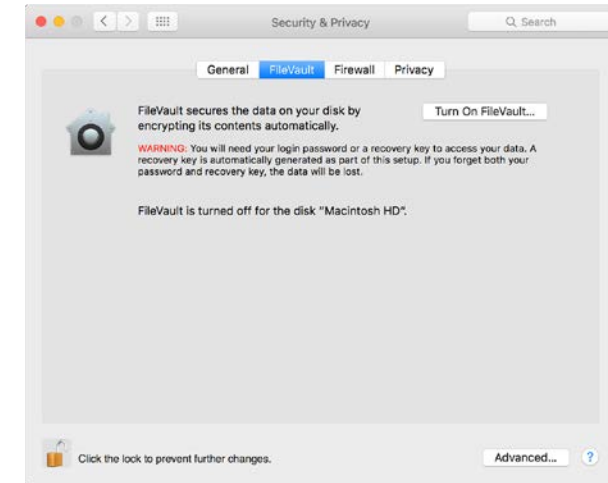 Security & Privacy
Search
General FileVault Firewall Privacy
FileVault secures the data on your disk by
encrypting its contents automatically.
Turn On FileVault...
WARNING: You will need your login password or a recovery key to access your data. A
recovery key is automatically generated as part of this setup. If you forget both your
password and recovery key, the data will be lost.
FileVault is turned off for the disk "Macintosh HD".
Click the lock to prevent further changes.
Advanced...
?